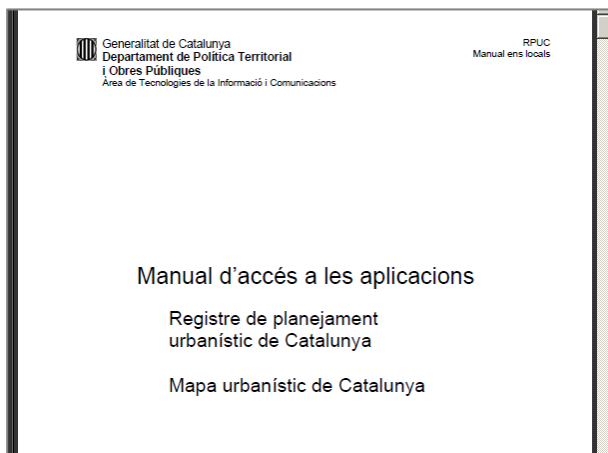 Generalitat de Catalunya
Departament de Política Territorial
i Obres Públiques
Àrea de Tecnologies de la Informació i Comunicacions
RPUC
Manual ens locals
Manual d'accés a les aplicacions
Registre de planejament
urbanístic de Catalunya
Mapa urbanístic de Catalunya